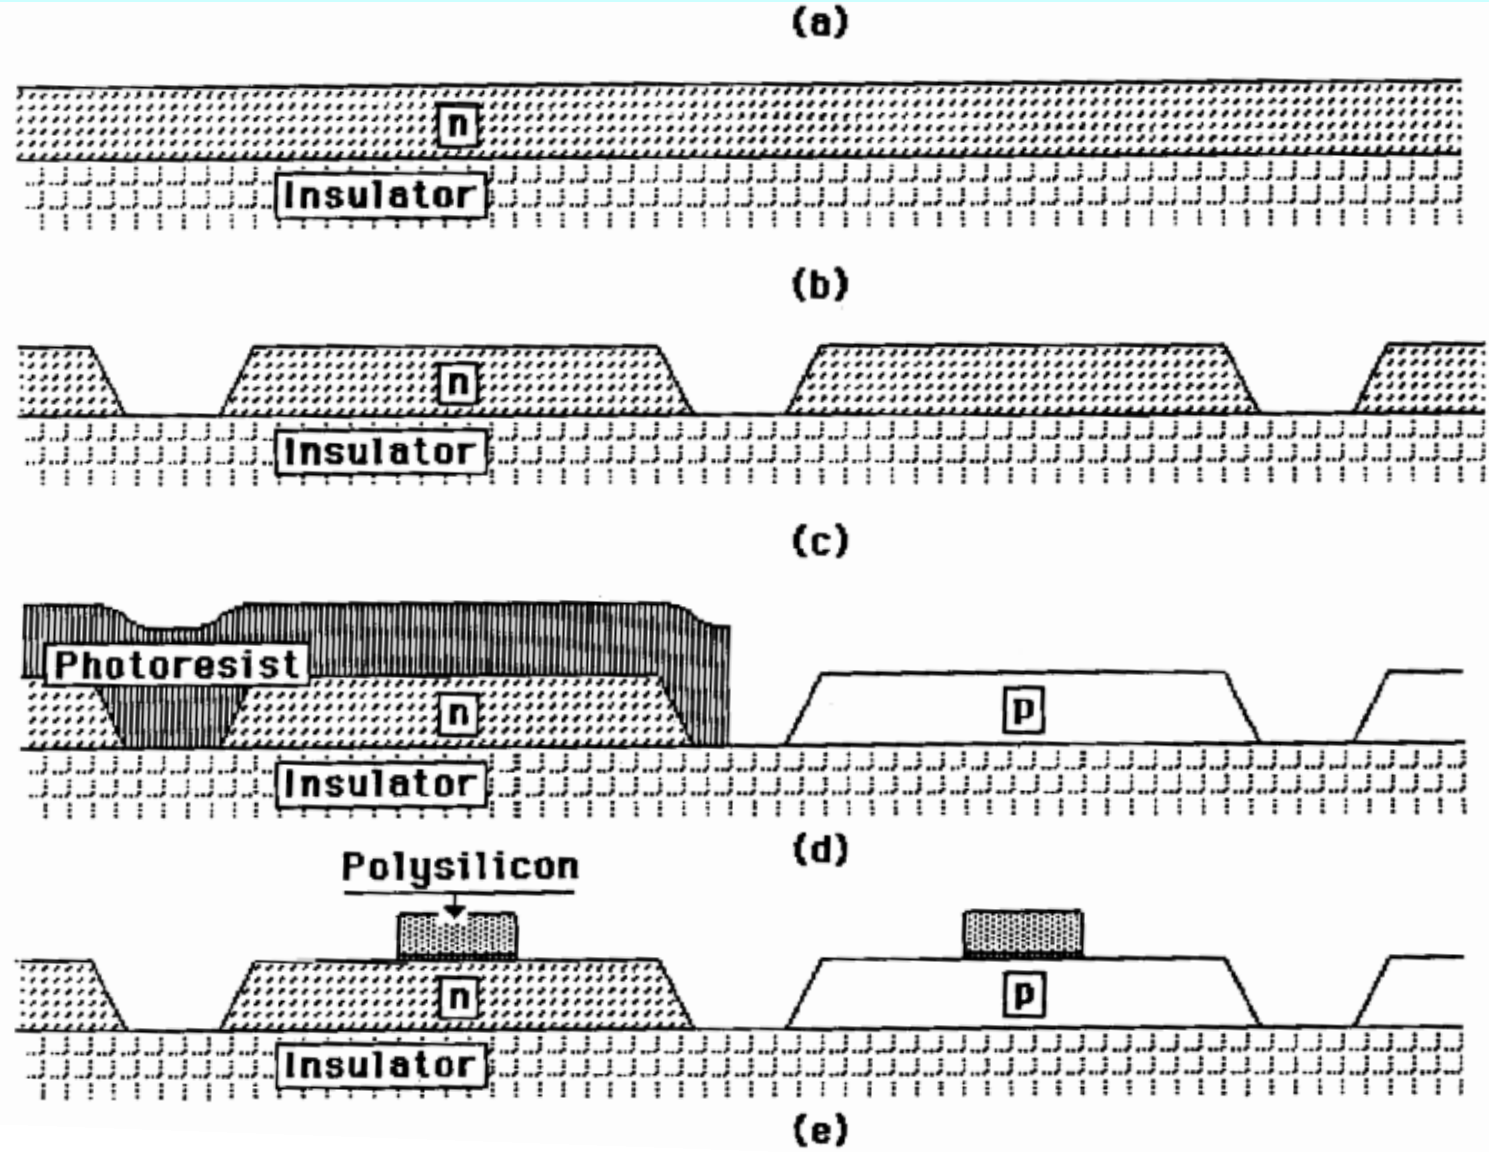 (a)
n
Insulator
(b)
n
Insulator
(c)
Photoresist
n
p
Insulator
(d)
Polysilicon
n
p
Insulator
(e)